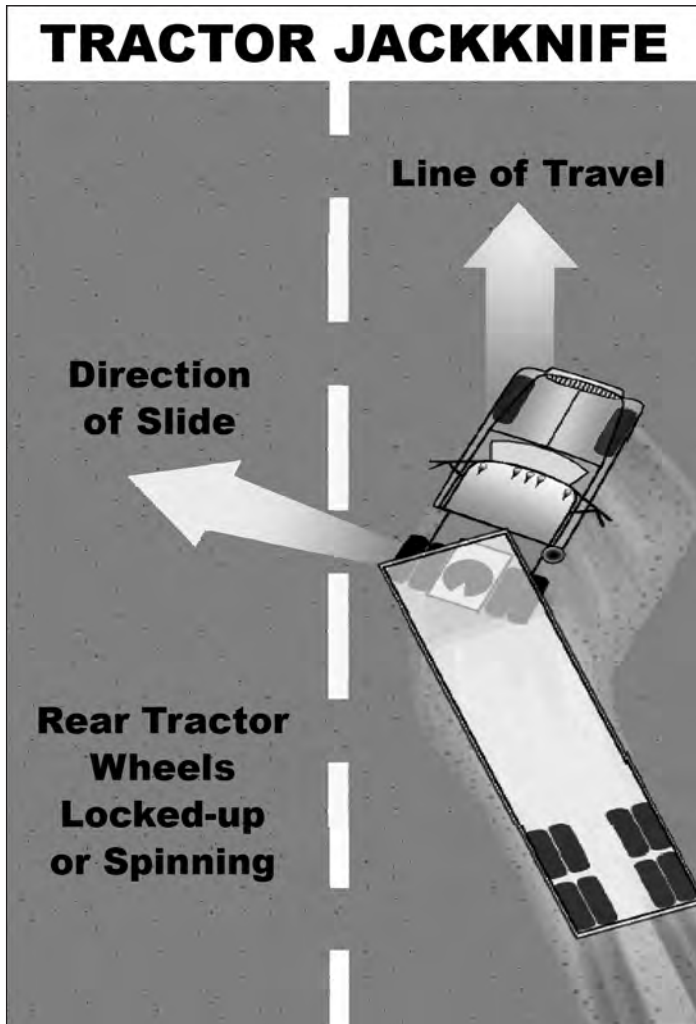 TRACTOR JACKKNIFE
Line of Travel
Direction
of Slide
Rear Tractor
Wheels
Locked-up
or Spinning